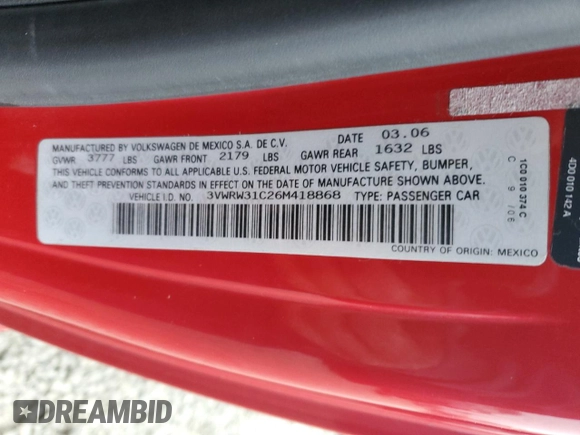 MANUFACTURED BY VOLKSWAGEN DE MEXICO S.A. DE C.V. DATE 03.06
GVWR 3777 LBS GAWR FRONT 2179 LBS GAWR REAR 1632 LBS
THIS VEHICLE CONFORMS TO ALL APPLICABLE U.S. FEDERAL MOTOR VEHICLE SAFETY, BUMPER,
AND THEFT PREVENTION STANDARDS IN EFFECT ON THE DATE OF MANUFACTURE SHOWN ABOVE.
VEHICLE I.D. NO. 3VWRW31C26M418868 TYPE: PASSENGER CAR
COUNTRY OF ORIGIN: MEXICO
1C0 010 374 C
C 9/06
4D0 010 142 A
DREAMBID